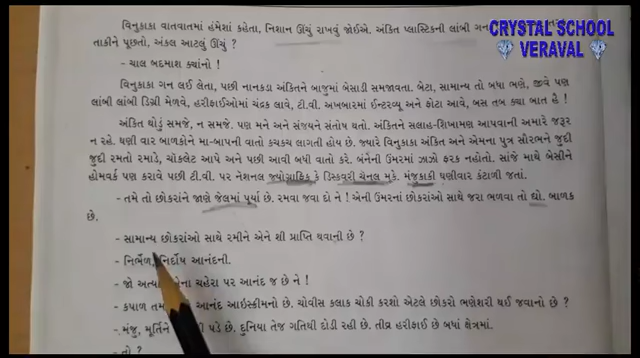 વિનુકાકા વાતવાતમાં હંમેશાં કહેતા, નિશાન ઊંચું રાખવું જોઈએ. અંકિત પ્લાસ્ટિકની લાંબી ગન
તાકીને પૂછતો, અંકલ આટલું ઊંચું ?
CRYSTAL SCHOOL
VERAVAL
- ચાલ બદમાશ ક્યાંનો !
વિનુકાકા ગન લઈ લેતા, પછી નાનકડા અંકિતને બાજુમાં બેસાડી સમજાવતા. બેટા, સામાન્ય તો બધા ભણે, જીવે પણ
લાંબી લાંબી ડિગ્રી મેળવે, હરીફાઈઓમાં ચંદ્રક લાવે, ટી.વી. અખબારમાં ઈન્ટરવ્યૂ અને ફોટા આવે, બસ તબ ક્યા બાત હૈ !
અંકિત થોડું સમજે, ન સમજે. પણ મને અને સંજયને સંતોષ થતો. અંકિતને સલાહ-શિખામણ આપવાની અમારે જરૂર
ન રહે. ઘણી વાર બાળકોને મા-બાપની વાતો કચકચ લાગતી હોય છે. જ્યારે વિનુકાકા અંકિત અને એમના પુત્ર સૌરભને જુદી
જુદી રમતો રમાડે, ચોકલેટ આપે અને પછી આવી બધી વાતો કરે. બંનેની ઉંમરમાં ઝાઝો ફરક નહોતો. સાંજે માથે બેસીને
હોમવર્ક પણ કરાવે પછી ટી.વી. પર નેશનલ જ્યોગ્રાફિક કે ડિસ્કવરી ચૅનલ મૂકે. મંજુકાકી ઘણીવાર કંટાળી જતાં.
- તમે તો છોકરાંને જાણે જેલમાં પૂર્યા છે. રમવા જવા દો ને ! એની ઉંમરનાં છોકરાંઓ સાથે જરા ભળવા તો દ્યો. બાળક
છે.
- સામાન્ય છોકરાંઓ સાથે રમીને એને શી પ્રાપ્તિ થવાની છે ?
- નિર્ભેળ, નિર્દોષ આનંદની.
- જો અત્યા ના ચહેરા પર આનંદ જ છે ને !
- કપાળ તમ આનંદ આઇસ્ક્રીમનો છે. ચોવીસ કલાક ચોકી કરશો એટલે છોકરો ભણેશરી થઈ જવાનો છે ?
- મંજુ, મૂર્તિને પડે છે. દુનિયા તેજ ગતિથી દોડી રહી છે. તીવ્ર હરીફાઈ છે બધાં ક્ષેત્રમાં.
- તો ?